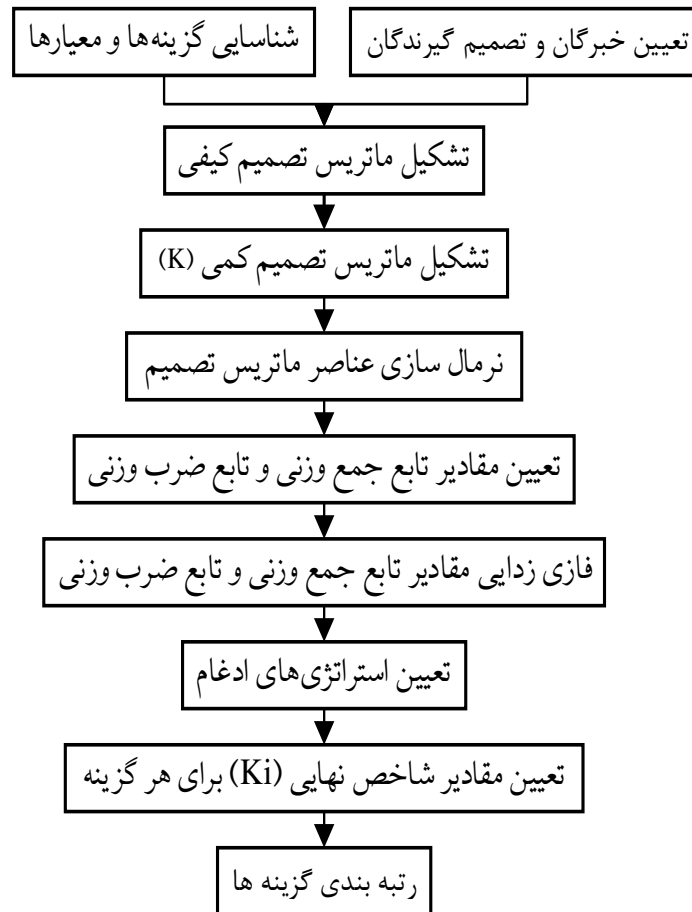 تعیین خبرگان و تصمیم گیرندگان
شناسایی گزینه‌ها و معیارها
تشکیل ماتریس تصمیم کیفی
تشکیل ماتریس تصمیم کمی (K)
نرمال سازی عناصر ماتریس تصمیم
تعیین مقادیر تابع جمع وزنی و تابع ضرب وزنی
فازی زدایی مقادیر تابع جمع وزنی و تابع ضرب وزنی
تعیین استراتژی‌های ادغام
تعیین مقادیر شاخص نهایی (Ki) برای هر گزینه
رتبه بندی گزینه ها